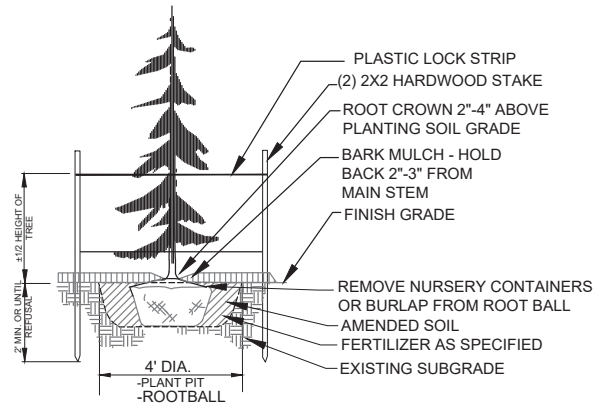 PLASTIC LOCK STRIP
(2) 2X2 HARDWOOD STAKE
ROOT CROWN 2"-4" ABOVE
PLANTING SOIL GRADE
BARK MULCH - HOLD
BACK 2"-3" FROM
MAIN STEM
FINISH GRADE
±1/2 HEIGHT OF
TREE
2' MIN. OR UNTIL
REFUSAL
REMOVE NURSERY CONTAINERS
OR BURLAP FROM ROOT BALL
AMENDED SOIL
FERTILIZER AS SPECIFIED
EXISTING SUBGRADE
4' DIA.
-PLANT PIT
-ROOTBALL